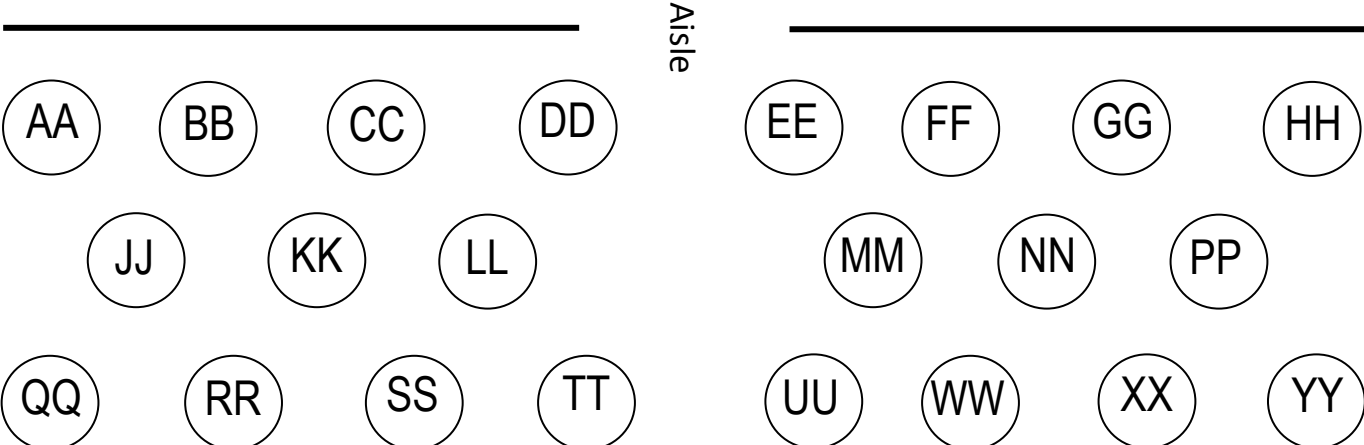 Aisle
AA BB CC DD EE FF GG HH
JJ KK LL MM NN PP
QQ RR SS TT UU WW XX YY